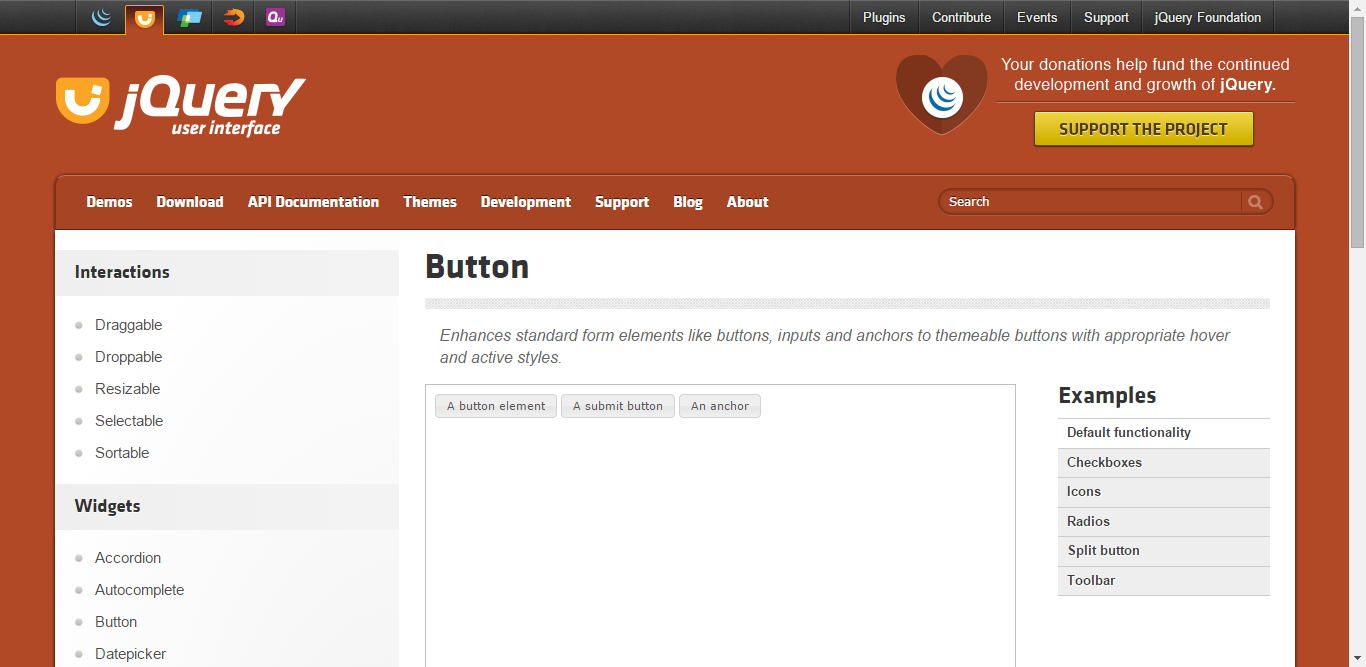 Qu
Plugins
Contribute
Events
Support
jQuery Foundation
jQuery
user interface
Your donations help fund the continued
development and growth of jQuery.
SUPPORT THE PROJECT
Demos
Download
API Documentation
Themes
Development
Support
Blog
About
Search
Interactions
Draggable
Droppable
Resizable
Selectable
Sortable
Widgets
Accordion
Autocomplete
Button
Datepicker
Button
Enhances standard form elements like buttons, inputs and anchors to themeable buttons with appropriate hover
and active styles.
A button element
A submit button
An anchor
Examples
Default functionality
Checkboxes
Icons
Radios
Split button
Toolbar